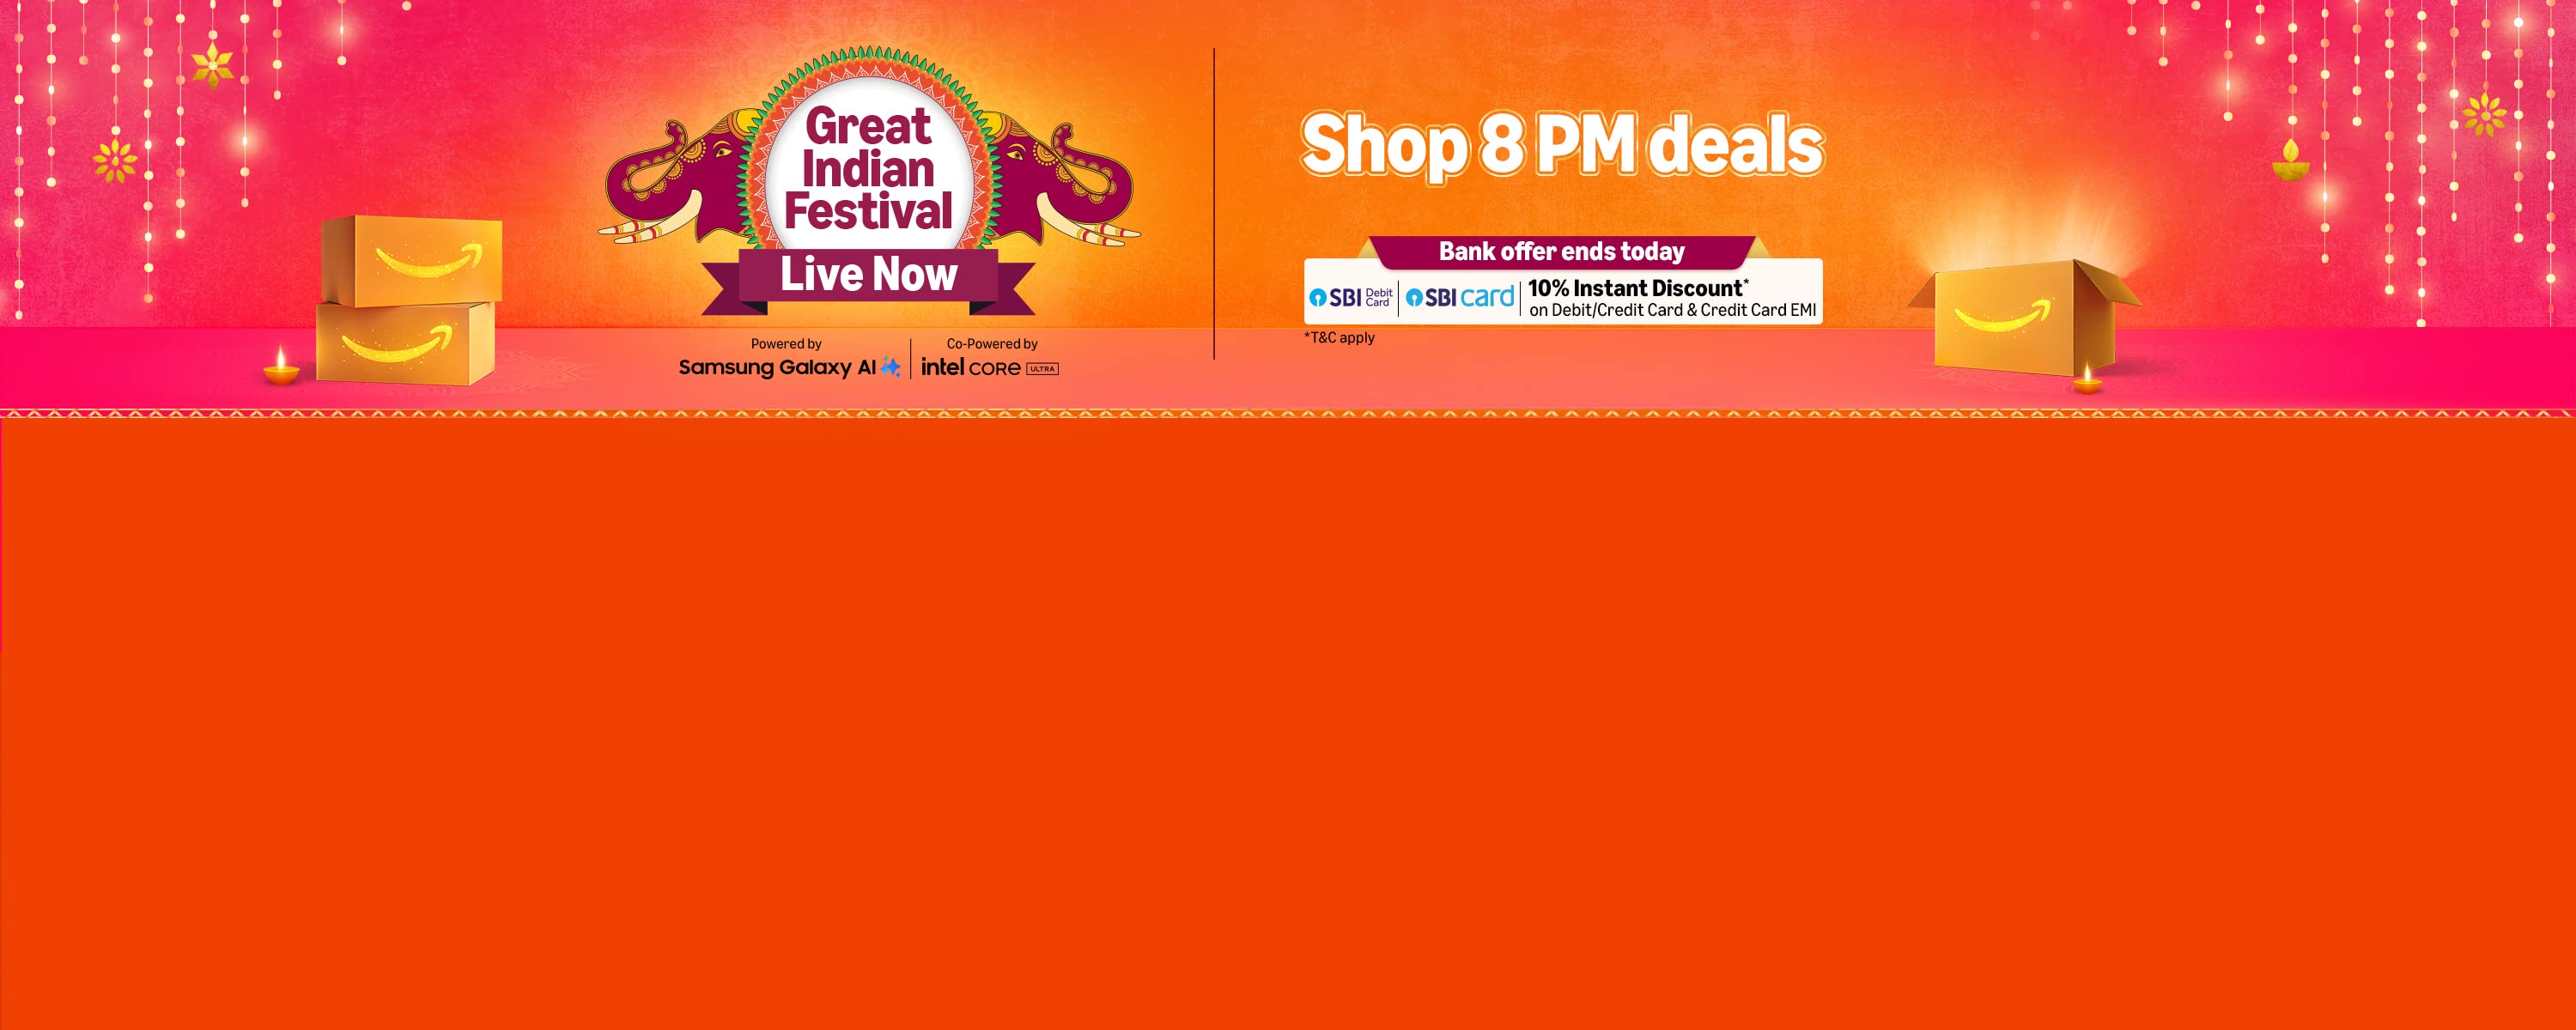 Great
Indian
Festival
Live Now
Powered by
Samsung Galaxy AI
Co-Powered by
intel CORE ULTRA
Shop 8 PM deals
Bank offer ends today
SBI Debit Card
SBI card
10% Instant Discount*
on Debit/Credit Card & Credit Card EMI
*T&C apply